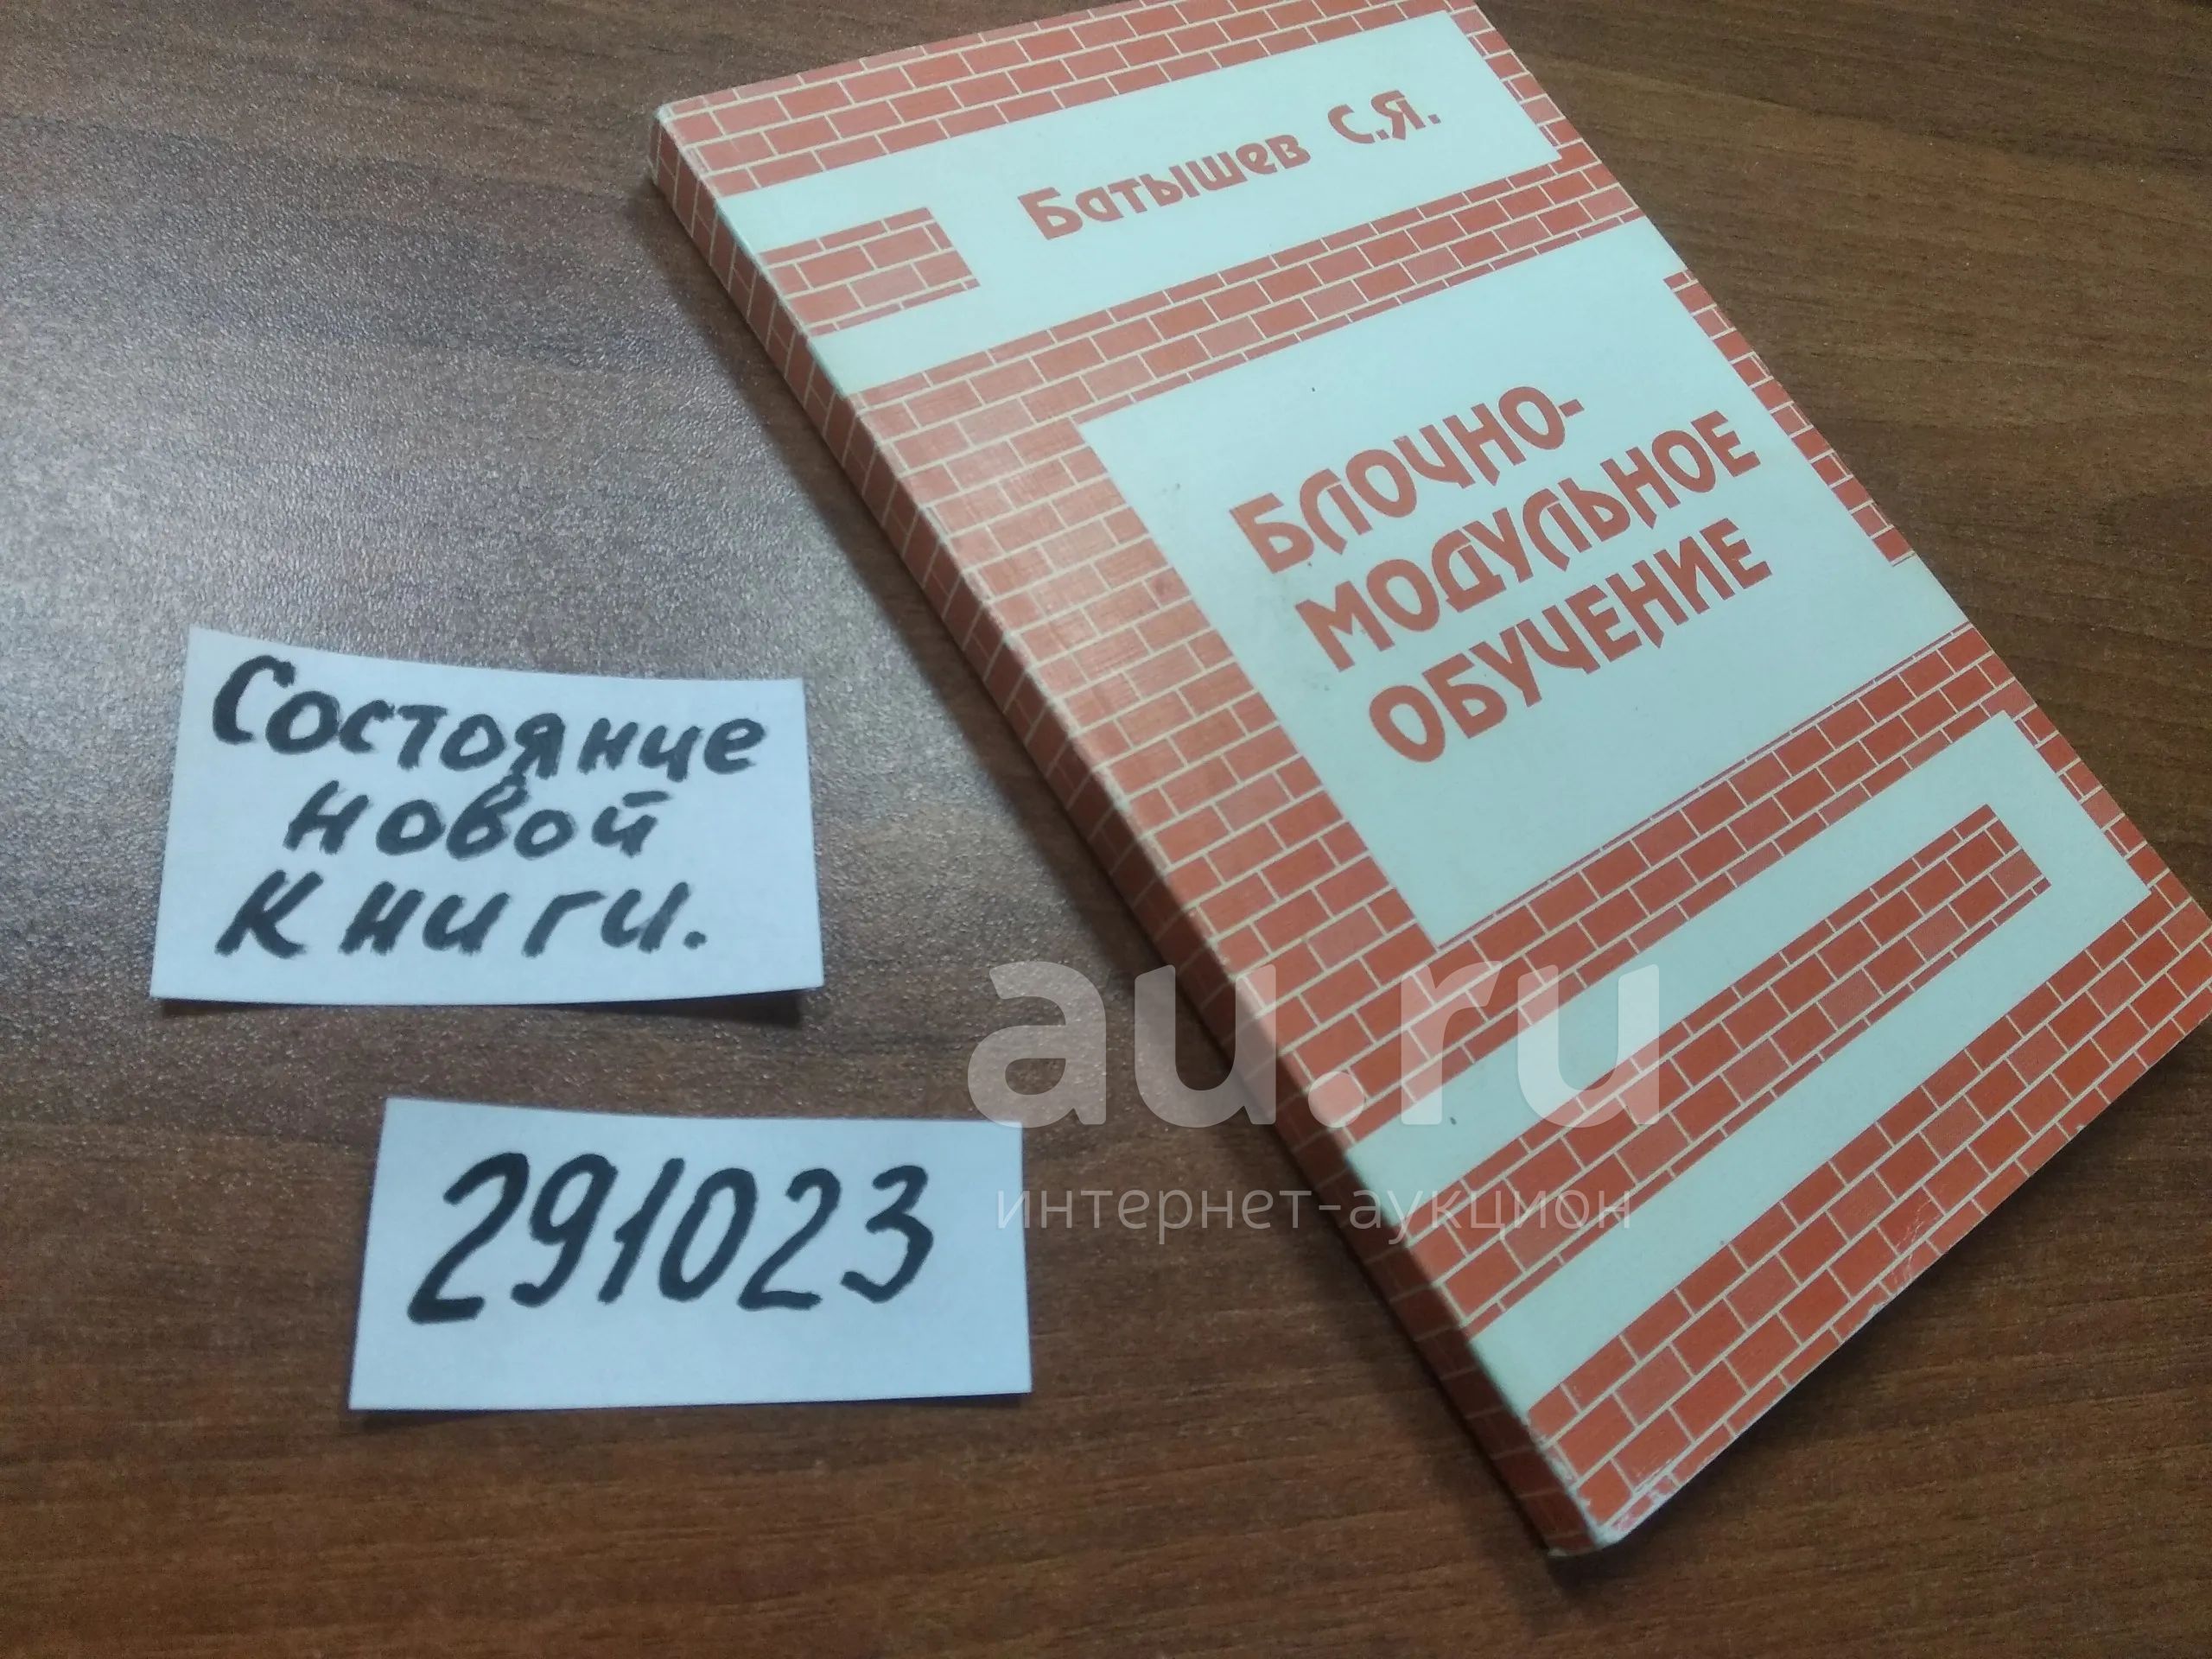 Батышев С.Я.
БЛОЧНО-
МОДУЛЬНОЕ
ОБУЧЕНИЕ
Состояние
новой
книги.
291023
au.ru
интернет-аукцион